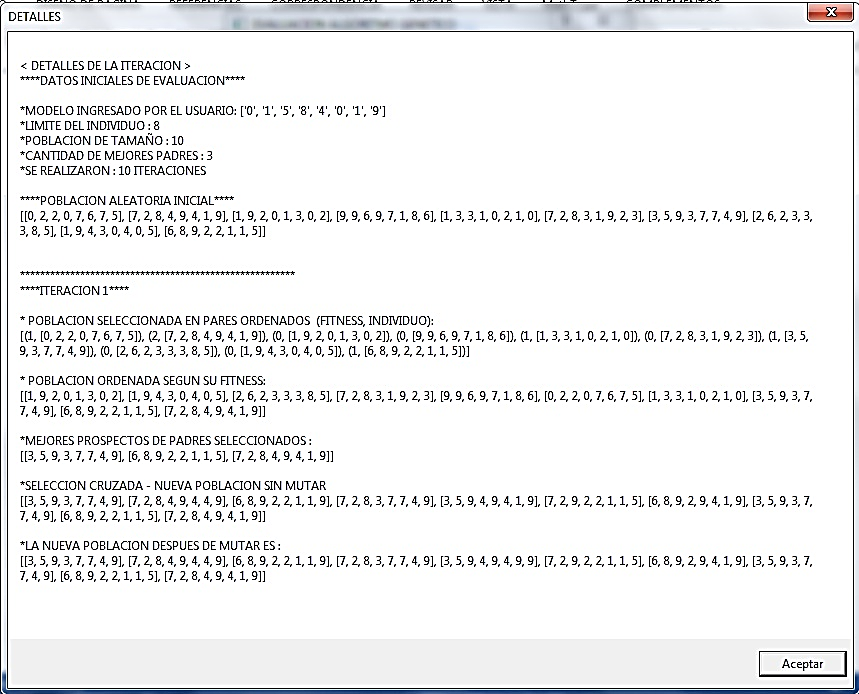 DETALLES
< DETALLES DE LA ITERACION >
****DATOS INICIALES DE EVALUACION****
*MODELO INGRESADO POR EL USUARIO: ['0', '1', '5', '8', '4', '0', '1', '9']
*LIMITE DEL INDIVIDUO : 8
*POBLACION DE TAMAÑO : 10
*CANTIDAD DE MEJORES PADRES : 3
*SE REALIZARON : 10 ITERACIONES
****POBLACION ALEATORIA INICIAL****
[[0, 2, 2, 0, 7, 6, 7, 5], [7, 2, 8, 4, 9, 4, 1, 9], [1, 9, 2, 0, 1, 3, 0, 2], [9, 9, 6, 9, 7, 1, 8, 6], [1, 3, 3, 1, 0, 2, 1, 0], [7, 2, 8, 3, 1, 9, 2, 3], [3, 5, 9, 3, 7, 7, 4, 9], [2, 6, 2, 3, 3,
3, 8, 5], [1, 9, 4, 3, 0, 4, 0, 5], [6, 8, 9, 2, 2, 1, 1, 5]]
*******************************************************
****ITERACION 1****
* POBLACION SELECCIONADA EN PARES ORDENADOS (FITNESS, INDIVIDUO):
[(1, [0, 2, 2, 0, 7, 6, 7, 5]), (2, [7, 2, 8, 4, 9, 4, 1, 9]), (0, [1, 9, 2, 0, 1, 3, 0, 2]), (0, [9, 9, 6, 9, 7, 1, 8, 6]), (1, [1, 3, 3, 1, 0, 2, 1, 0]), (0, [7, 2, 8, 3, 1, 9, 2, 3]), (1, [3, 5,
9, 3, 7, 7, 4, 9]), (0, [2, 6, 2, 3, 3, 3, 8, 5]), (0, [1, 9, 4, 3, 0, 4, 0, 5]), (1, [6, 8, 9, 2, 2, 1, 1, 5])]
* POBLACION ORDENADA SEGUN SU FITNESS:
[[1, 9, 2, 0, 1, 3, 0, 2], [1, 9, 4, 3, 0, 4, 0, 5], [2, 6, 2, 3, 3, 3, 8, 5], [7, 2, 8, 3, 1, 9, 2, 3], [9, 9, 6, 9, 7, 1, 8, 6], [0, 2, 2, 0, 7, 6, 7, 5], [1, 3, 3, 1, 0, 2, 1, 0], [3, 5, 9, 3, 7,
7, 4, 9], [6, 8, 9, 2, 2, 1, 1, 5], [7, 2, 8, 4, 9, 4, 1, 9]]
*MEJORES PROSPECTOS DE PADRES SELECCIONADOS :
[[3, 5, 9, 3, 7, 7, 4, 9], [6, 8, 9, 2, 2, 1, 1, 5], [7, 2, 8, 4, 9, 4, 1, 9]]
*SELECCION CRUZADA - NUEVA POBLACION SIN MUTAR
[[3, 5, 9, 3, 7, 7, 4, 9], [7, 2, 8, 4, 9, 4, 4, 9], [6, 8, 9, 2, 2, 1, 1, 9], [7, 2, 8, 3, 7, 7, 4, 9], [3, 5, 9, 4, 9, 4, 1, 9], [7, 2, 9, 2, 2, 1, 1, 5], [6, 8, 9, 2, 9, 4, 1, 9], [3, 5, 9, 3, 7,
7, 4, 9], [6, 8, 9, 2, 2, 1, 1, 5], [7, 2, 8, 4, 9, 4, 1, 9]]
*LA NUEVA POBLACION DESPUES DE MUTAR ES :
[[3, 5, 9, 3, 7, 7, 4, 9], [7, 2, 8, 4, 9, 4, 4, 9], [6, 8, 9, 2, 2, 1, 1, 9], [7, 2, 8, 3, 7, 7, 4, 9], [3, 5, 9, 4, 9, 4, 9, 9], [7, 2, 9, 2, 2, 1, 1, 5], [6, 8, 9, 2, 9, 4, 1, 9], [3, 5, 9, 3, 7,
7, 4, 9], [6, 8, 9, 2, 2, 1, 1, 5], [7, 2, 8, 4, 9, 4, 1, 9]]
Aceptar